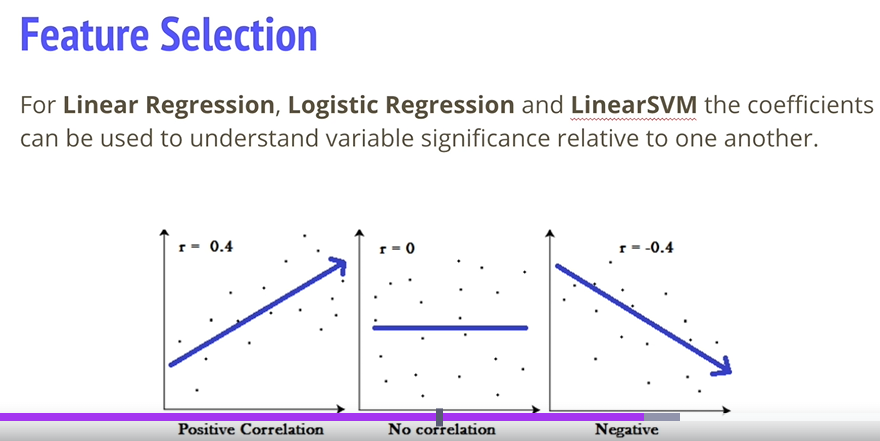 Feature Selection
For Linear Regression, Logistic Regression and LinearSVM the coefficients
can be used to understand variable significance relative to one another.
r = 0.4
r = 0
r = -0.4
Positive Correlation
No correlation
Negative